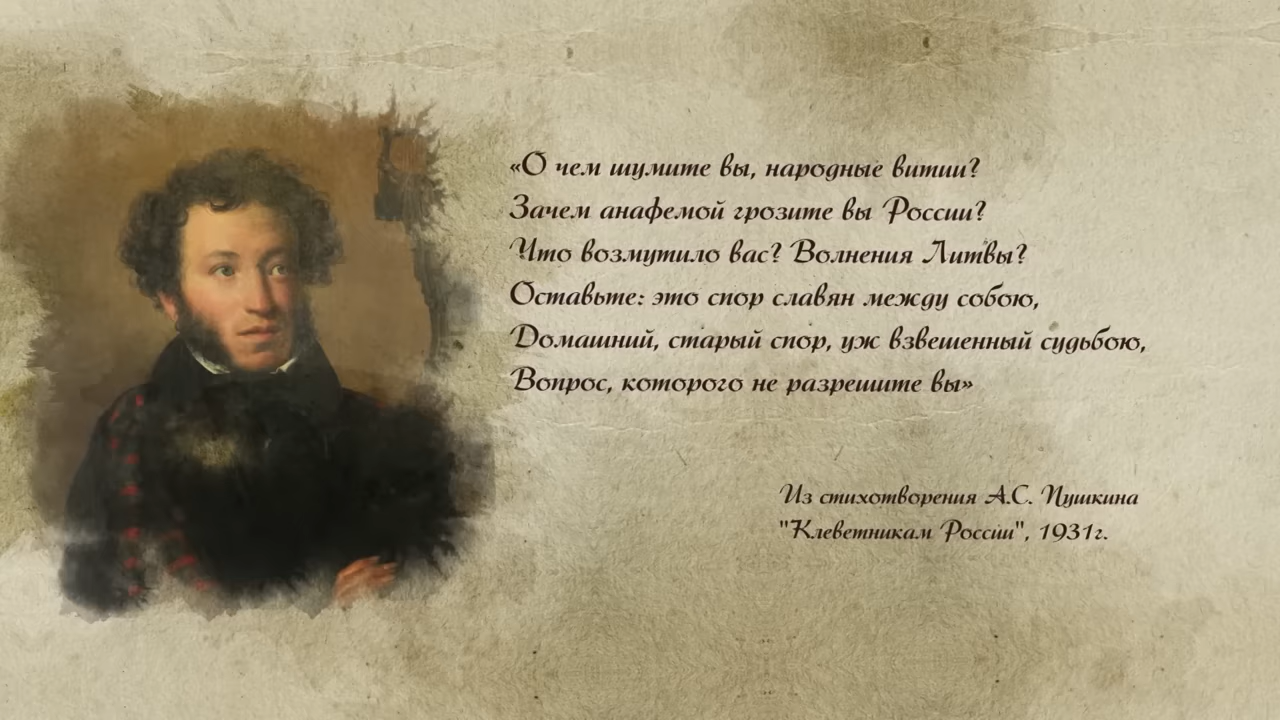 «О чем шумите вы, народные витии?
Зачем анафемой грозите вы России?
Что возмутило вас? Волнения Литвы?
Оставьте: это спор славян между собою,
Домашний, старый спор, уж взвешенный судьбою,
Вопрос, которого не разрешите вы»
Из стихотворения А.С. Пушкина
"Клеветникам России", 1931г.